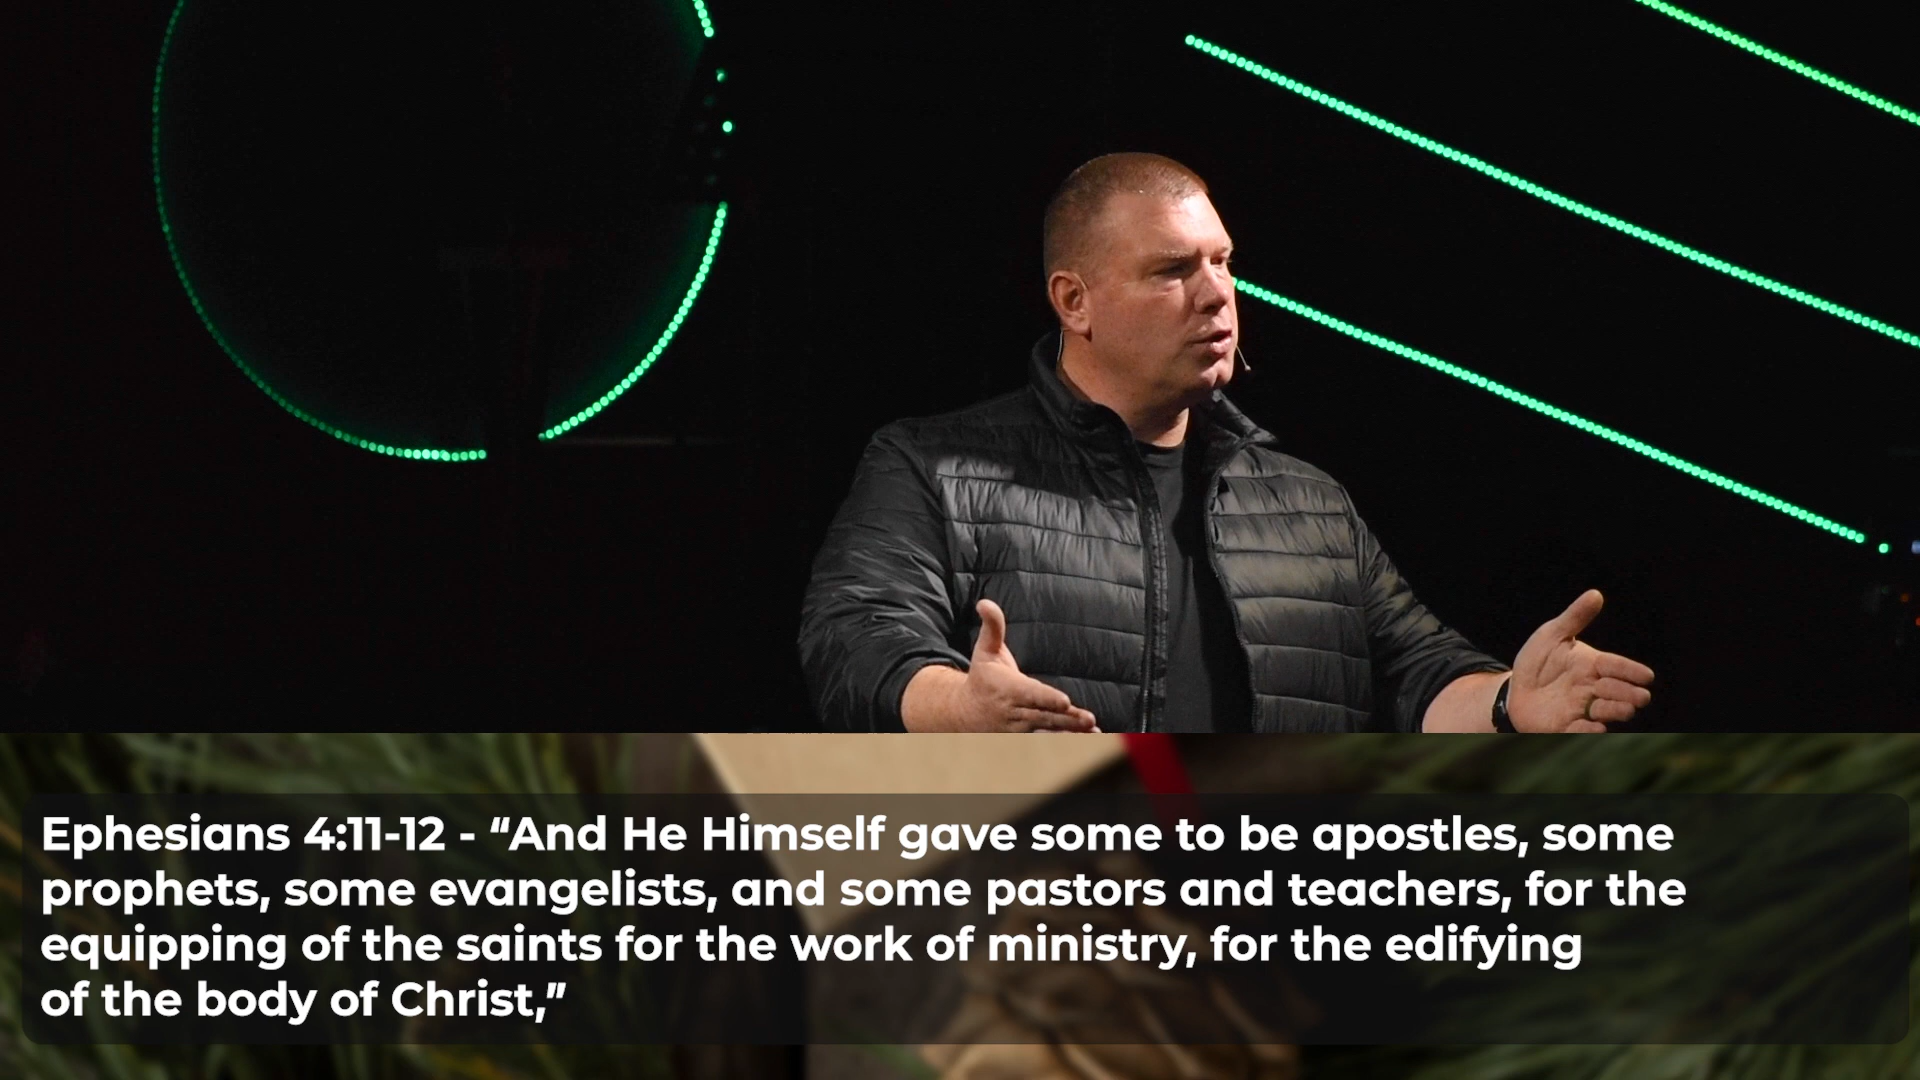 Ephesians 4:11-12 - “And He Himself gave some to be apostles, some
prophets, some evangelists, and some pastors and teachers, for the
equipping of the saints for the work of ministry, for the edifying
of the body of Christ,”